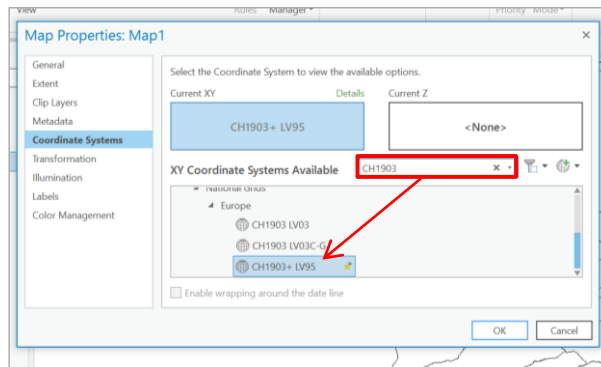 View Rules Manager Priority Mode
Map Properties: Map1
General
Extent
Clip Layers
Metadata
Coordinate Systems
Transformation
Illumination
Labels
Color Management
Select the Coordinate System to view the available options.
Current XY Details Current Z
CH1903+ LV95 <None>
XY Coordinate Systems Available CH1903
National Grids
Europe
CH1903 LV03
CH1903 LV03C-G
CH1903+ LV95
Enable wrapping around the date line
OK Cancel